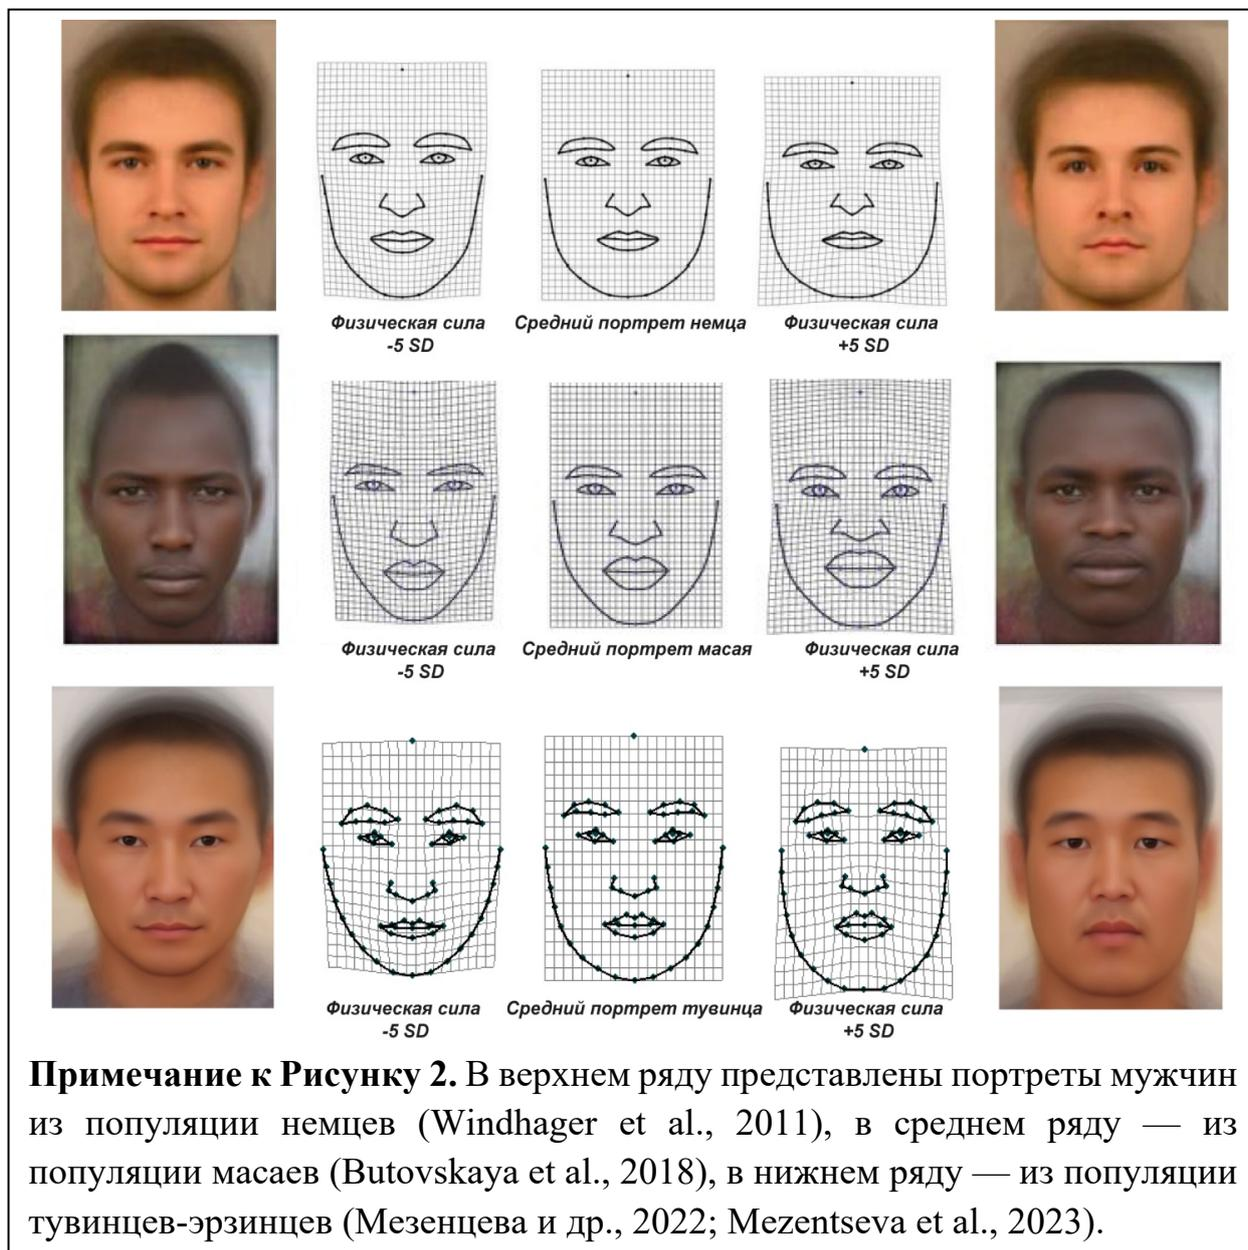 Физическая сила
-5 SD
Средний портрет немца
Физическая сила
+5 SD
Физическая сила
-5 SD
Средний портрет масая
Физическая сила
+5 SD
Физическая сила
-5 SD
Средний портрет тувинца
Физическая сила
+5 SD
Примечание к Рисунку 2. В верхнем ряду представлены портреты мужчин
из популяции немцев (Windhager et al., 2011), в среднем ряду — из
популяции масаев (Butovskaya et al., 2018), в нижнем ряду — из популяции
тувинцев-эрзинцев (Мезенцева и др., 2022; Mezentseva et al., 2023).